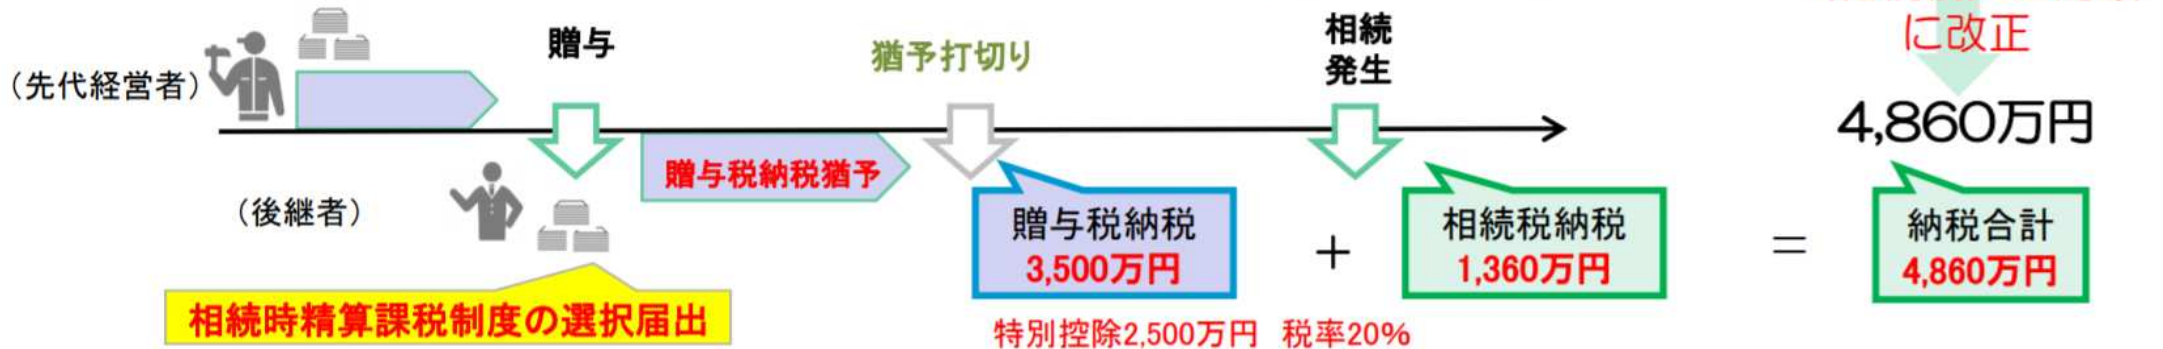 に改正
贈与
猶予打切り
相続
発生
（先代経営者）
4,860万円
贈与税納税猶予
（後継者）
贈与税納税
3,500万円
＋
相続税納税
1,360万円
＝
納税合計
4,860万円
相続時精算課税制度の選択届出
特別控除2,500万円 税率20％